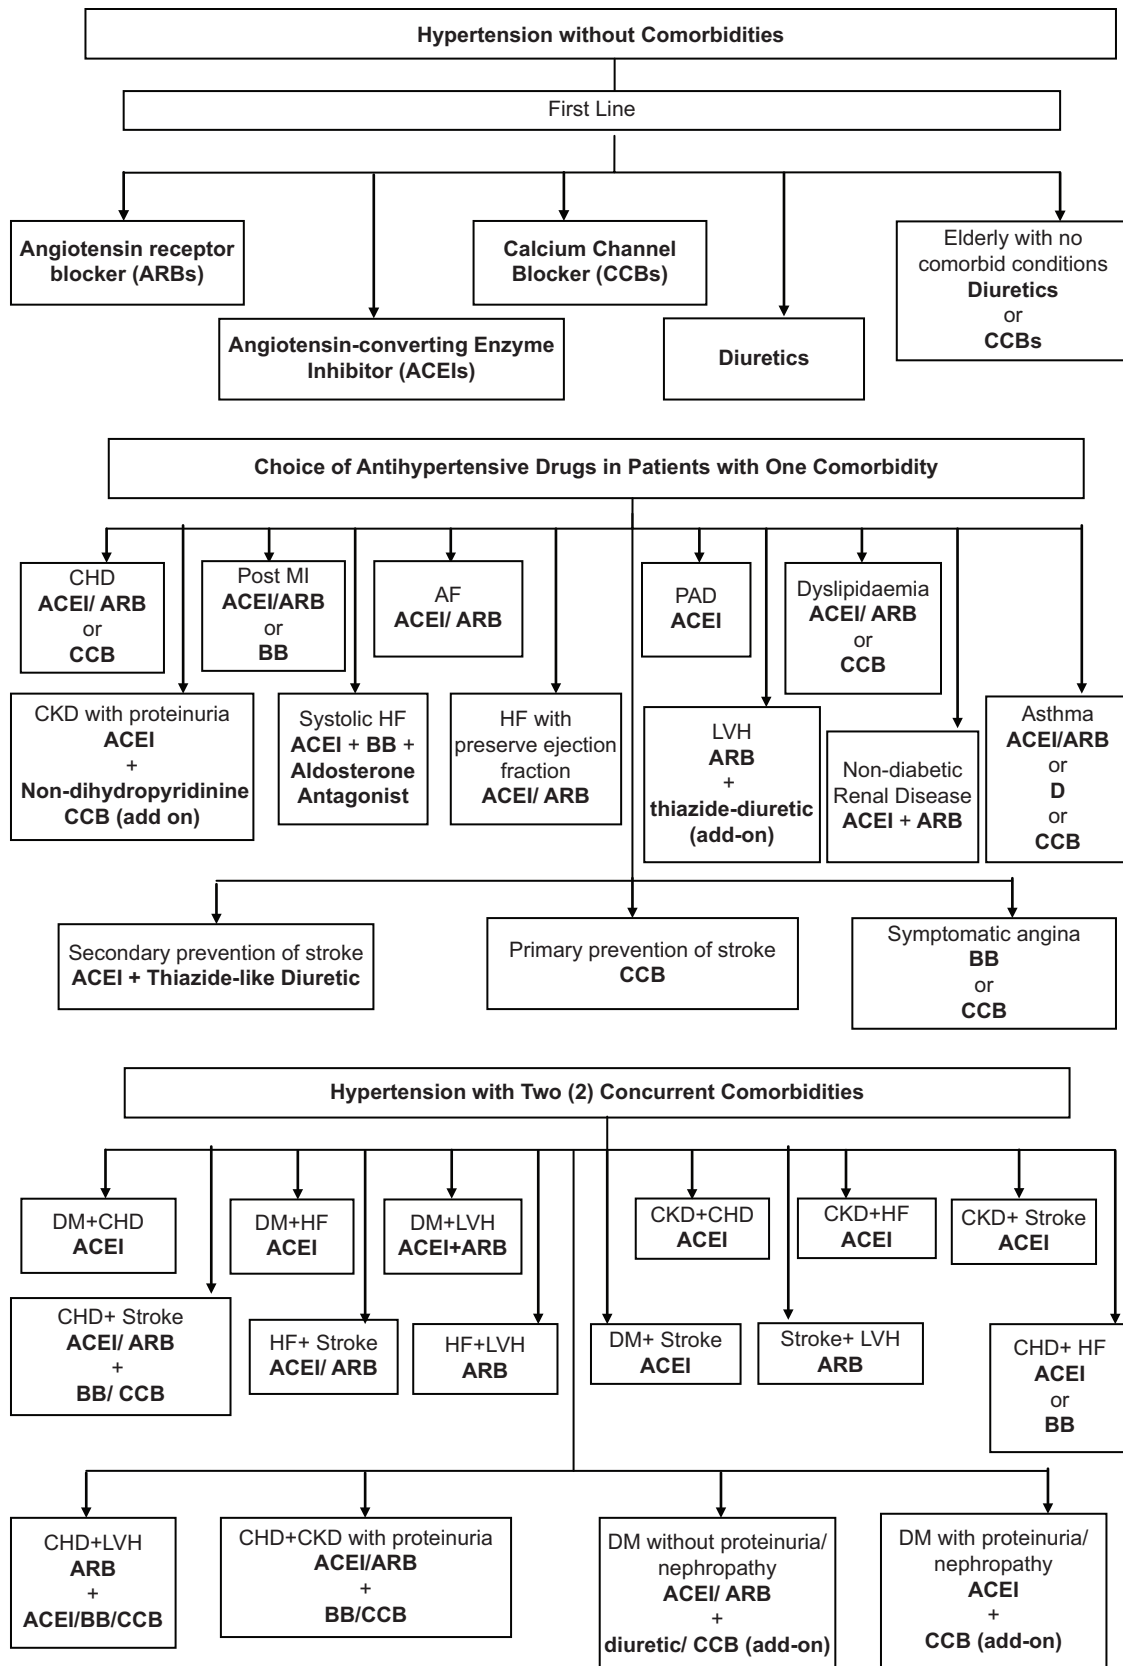 Hypertension without Comorbidities
First Line
Angiotensin receptor
blocker (ARBs)
Angiotensin-converting Enzyme
Inhibitor (ACEIs)
Calcium Channel
Blocker (CCBs)
Diuretics
Elderly with no
comorbid conditions
Diuretics
or
CCBs
Choice of Antihypertensive Drugs in Patients with One Comorbidity
CHD
ACEI/ ARB
or
CCB
Post MI
ACEI/ARB
or
BB
AF
ACEI/ ARB
PAD
ACEI
Dyslipidaemia
ACEI/ ARB
or
CCB
CKD with proteinuria
ACEI
+
Non-dihydropyridinine
CCB (add on)
Systolic HF
ACEI + BB +
Aldosterone
Antagonist
HF with
preserve ejection
fraction
ACEI/ ARB
LVH
ARB
+
thiazide-diuretic
(add-on)
Non-diabetic
Renal Disease
ACEI + ARB
Asthma
ACEI/ARB
or
D
or
CCB
Secondary prevention of stroke
ACEI + Thiazide-like Diuretic
Primary prevention of stroke
CCB
Symptomatic angina
BB
or
CCB
Hypertension with Two (2) Concurrent Comorbidities
DM+CHD
ACEI
DM+HF
ACEI
DM+LVH
ACEI+ARB
CKD+CHD
ACEI
CKD+HF
ACEI
CKD+ Stroke
ACEI
CHD+ Stroke
ACEI/ ARB
+
BB/ CCB
HF+ Stroke
ACEI/ ARB
HF+LVH
ARB
DM+ Stroke
ACEI
Stroke+ LVH
ARB
CHD+ HF
ACEI
or
BB
CHD+LVH
ARB
+
ACEI/BB/CCB
CHD+CKD with proteinuria
ACEI/ARB
+
BB/CCB
DM without proteinuria/
nephropathy
ACEI/ ARB
+
diuretic/ CCB (add-on)
DM with proteinuria/
nephropathy
ACEI
+
CCB (add-on)